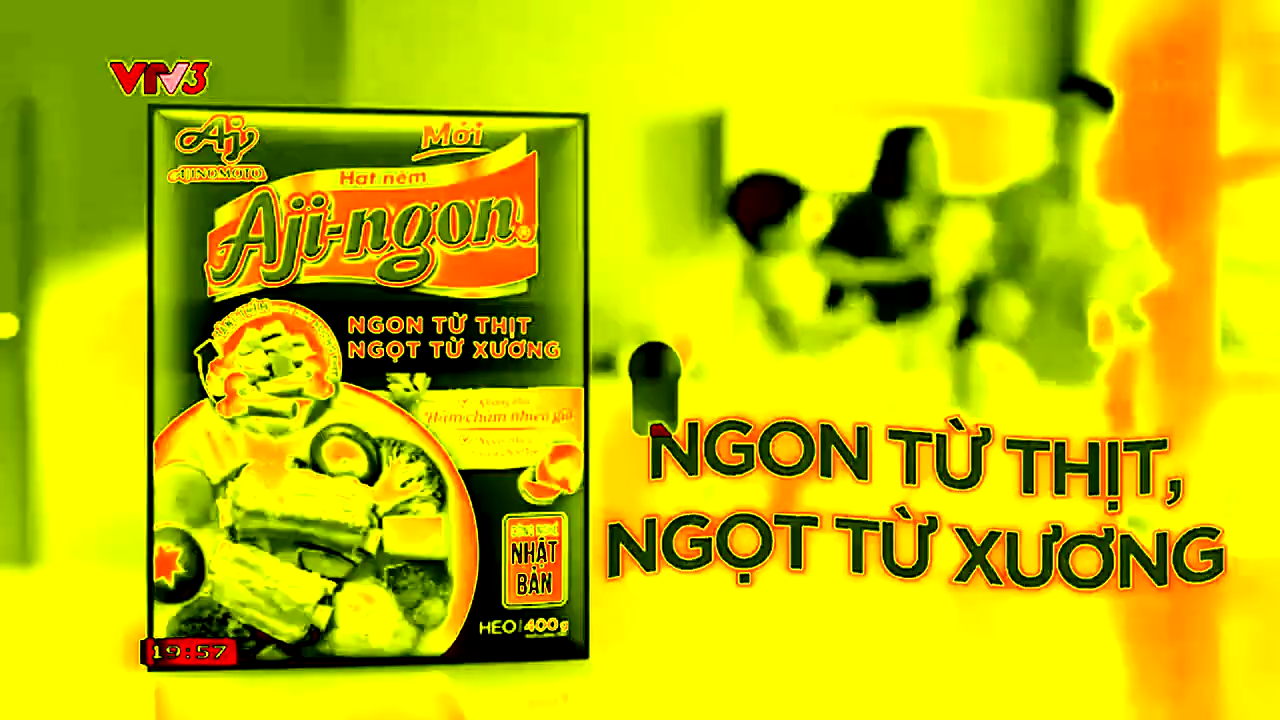 VTV3
Aj
AJINOMOTO
Mới
Hạt nêm
Aji-ngon®
NGON TỪ THỊT
NGỌT TỪ XƯƠNG
NHẬT
BẢN
HEO 400g
19:57
NGON TỪ THỊT,
NGỌT TỪ XƯƠNG